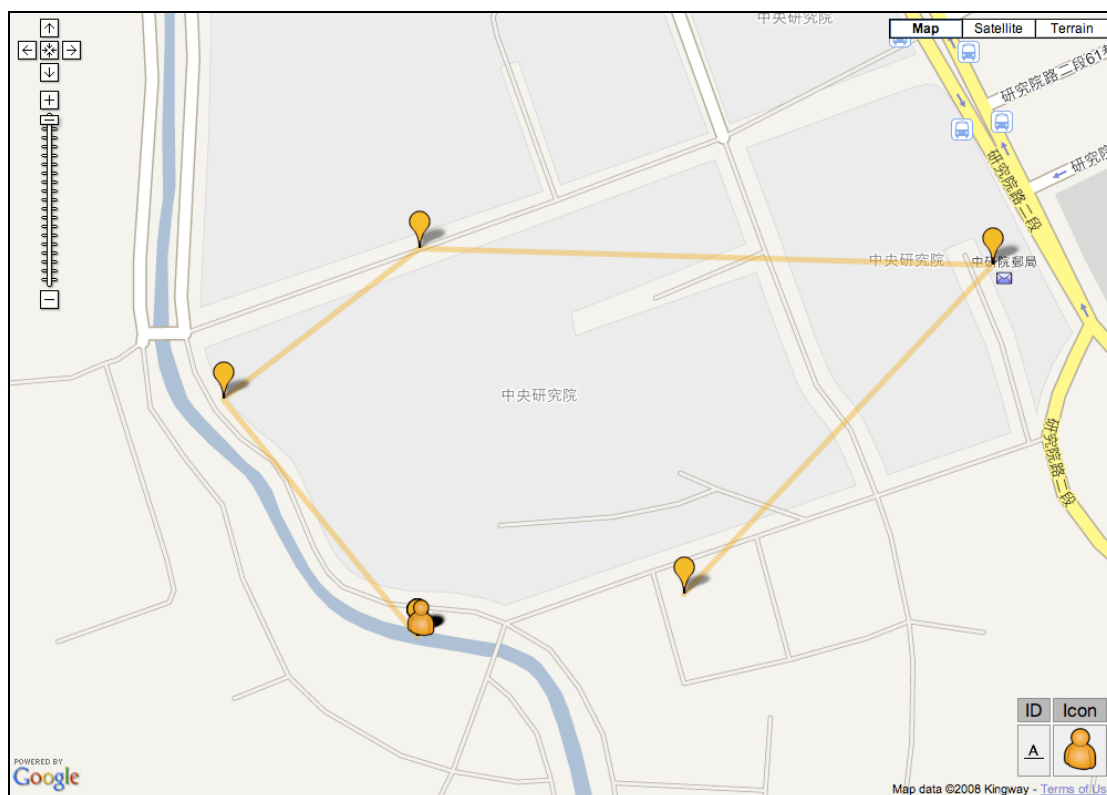 中央研究院
Map
Satellite
Terrain
研究院路二段61巷
研究院
研究院路二段
中央研究院
中研院郵局
中央研究院
研究院路二段
ID
Icon
A
POWERED BY
Google
Map data ©2008 Kingway - Terms of Us